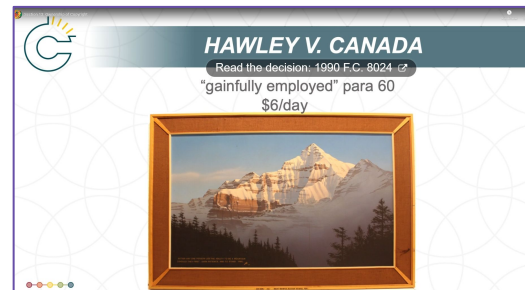 HAWLEY V. CANADA
Read the decision: 1990 F.C. 8024
“gainfully employed” para 60
$6/day